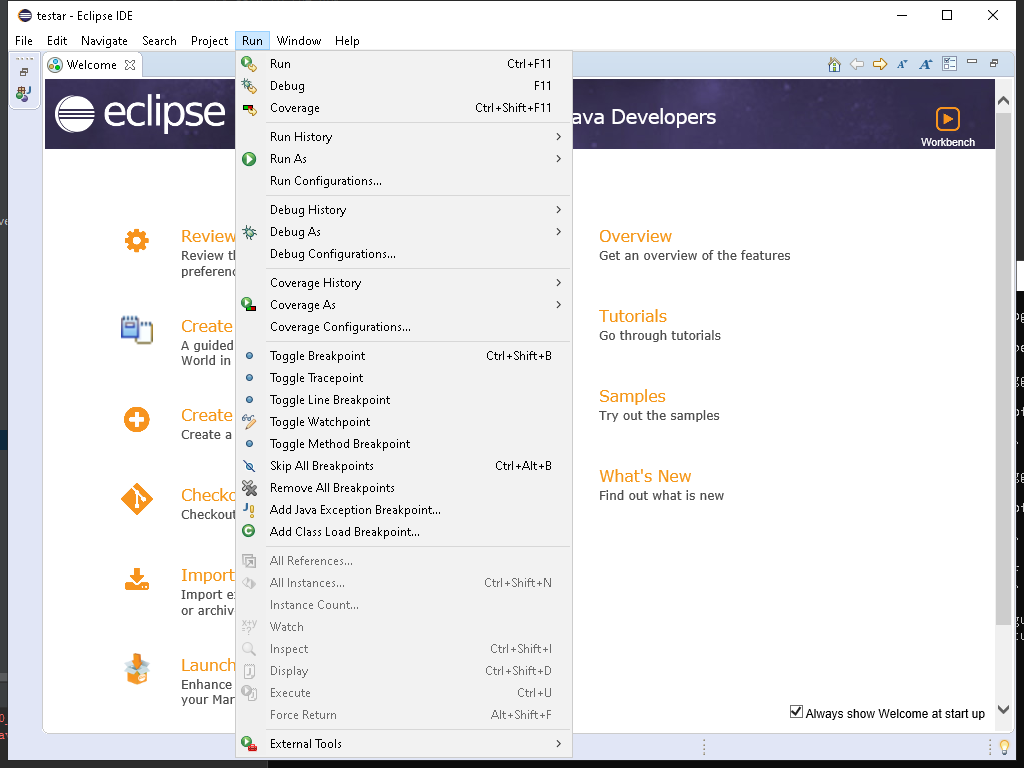 testar - Eclipse IDE
File Edit Navigate Search Project Run Window Help
Welcome
eclipse
ava Developers
Workbench
Run Ctrl+F11
Debug F11
Coverage Ctrl+Shift+F11
Run History
Run As
Run Configurations...
Debug History
Debug As
Debug Configurations...
Coverage History
Coverage As
Coverage Configurations...
Toggle Breakpoint Ctrl+Shift+B
Toggle Tracepoint
Toggle Line Breakpoint
Toggle Watchpoint
Toggle Method Breakpoint
Skip All Breakpoints Ctrl+Alt+B
Remove All Breakpoints
Add Java Exception Breakpoint...
Add Class Load Breakpoint...
All References...
All Instances... Ctrl+Shift+N
Instance Count...
Watch
Inspect Ctrl+Shift+I
Display Ctrl+Shift+D
Execute Ctrl+U
Force Return Alt+Shift+F
External Tools
Review
Review th
preferenc
Create
A guided
World in
Create
Create a
Checko
Checkout
Import
Import ex
or archiv
Launch
Enhance
your Mar
Overview
Get an overview of the features
Tutorials
Go through tutorials
Samples
Try out the samples
What's New
Find out what is new
Always show Welcome at start up